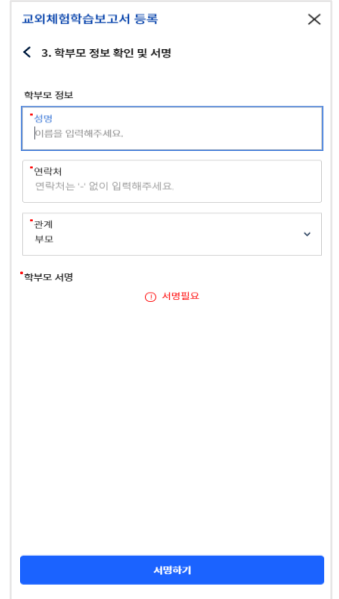 교외체험학습보고서 등록
3. 학부모 정보 확인 및 서명
학부모 정보
성명
이름을 입력해주세요.
연락처
연락처는 '-' 없이 입력해주세요.
관계
부모
학부모 서명
서명필요
서명하기